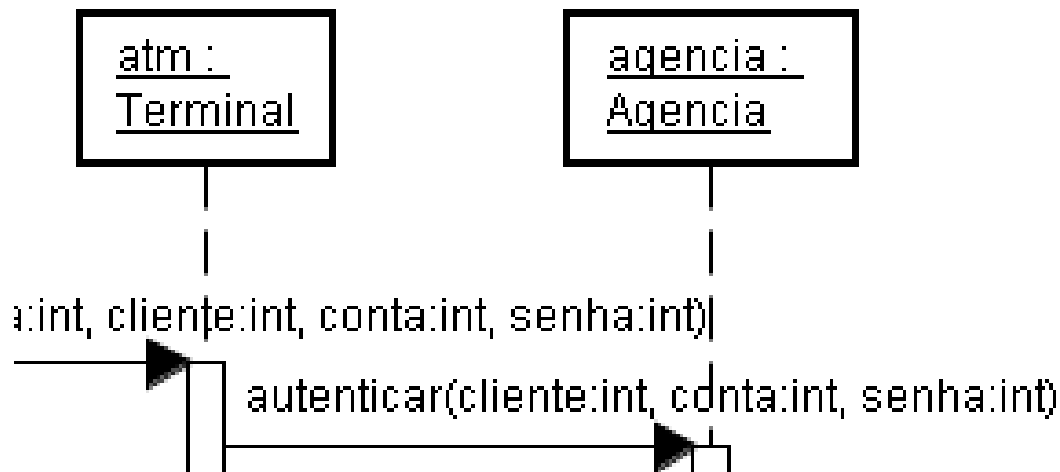 atm :
Terminal
agencia :
Agencia
:int, cliente:int, conta:int, senha:int)
autenticar(cliente:int, conta:int, senha:int)